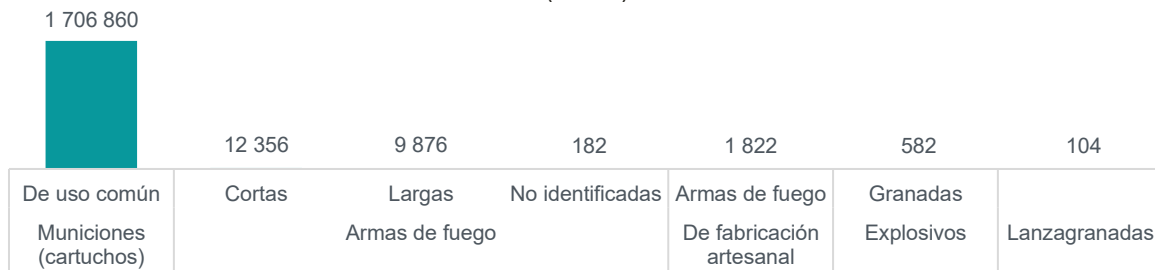 1 706 860
12 356 9 876 182 1 822 582 104
De uso común Cortas Largas No identificadas Armas de fuego Granadas
Municiones (cartuchos) Armas de fuego De fabricación artesanal Explosivos Lanzagranadas